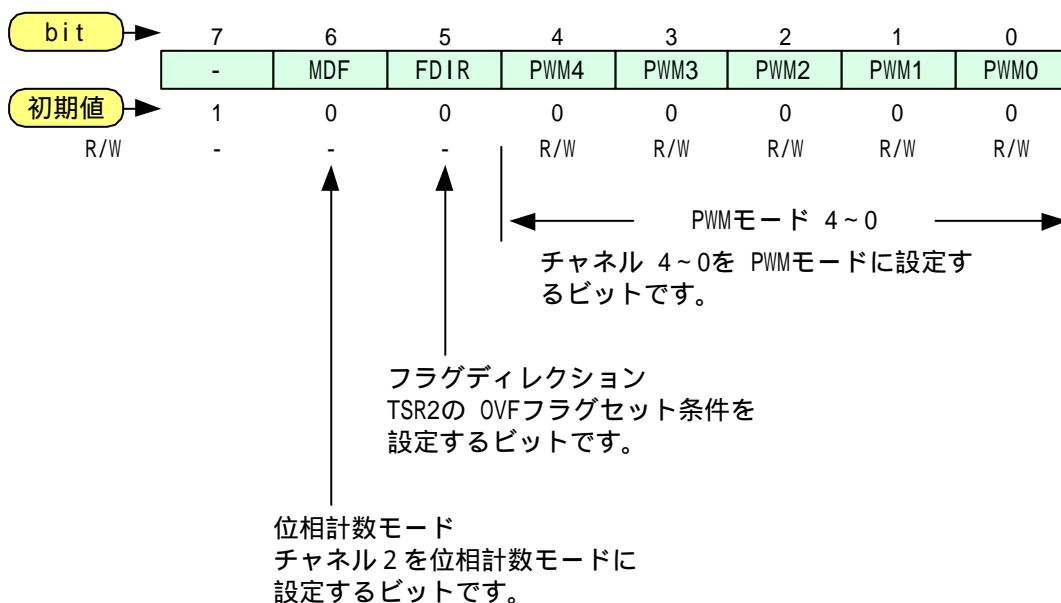 bit 7 6 5 4 3 2 1 0
- MDF FDIR PWM4 PWM3 PWM2 PWM1 PWM0
初期値 1 0 0 0 0 0 0 0
R/W - - - R/W R/W R/W R/W R/W
PWMモード 4~0
チャネル 4~0を PWMモードに設定す
るビットです。
フラグディレクション
TSR2の OVFフラグセット条件を
設定するビットです。
位相計数モード
チャネル2を位相計数モードに
設定するビットです。